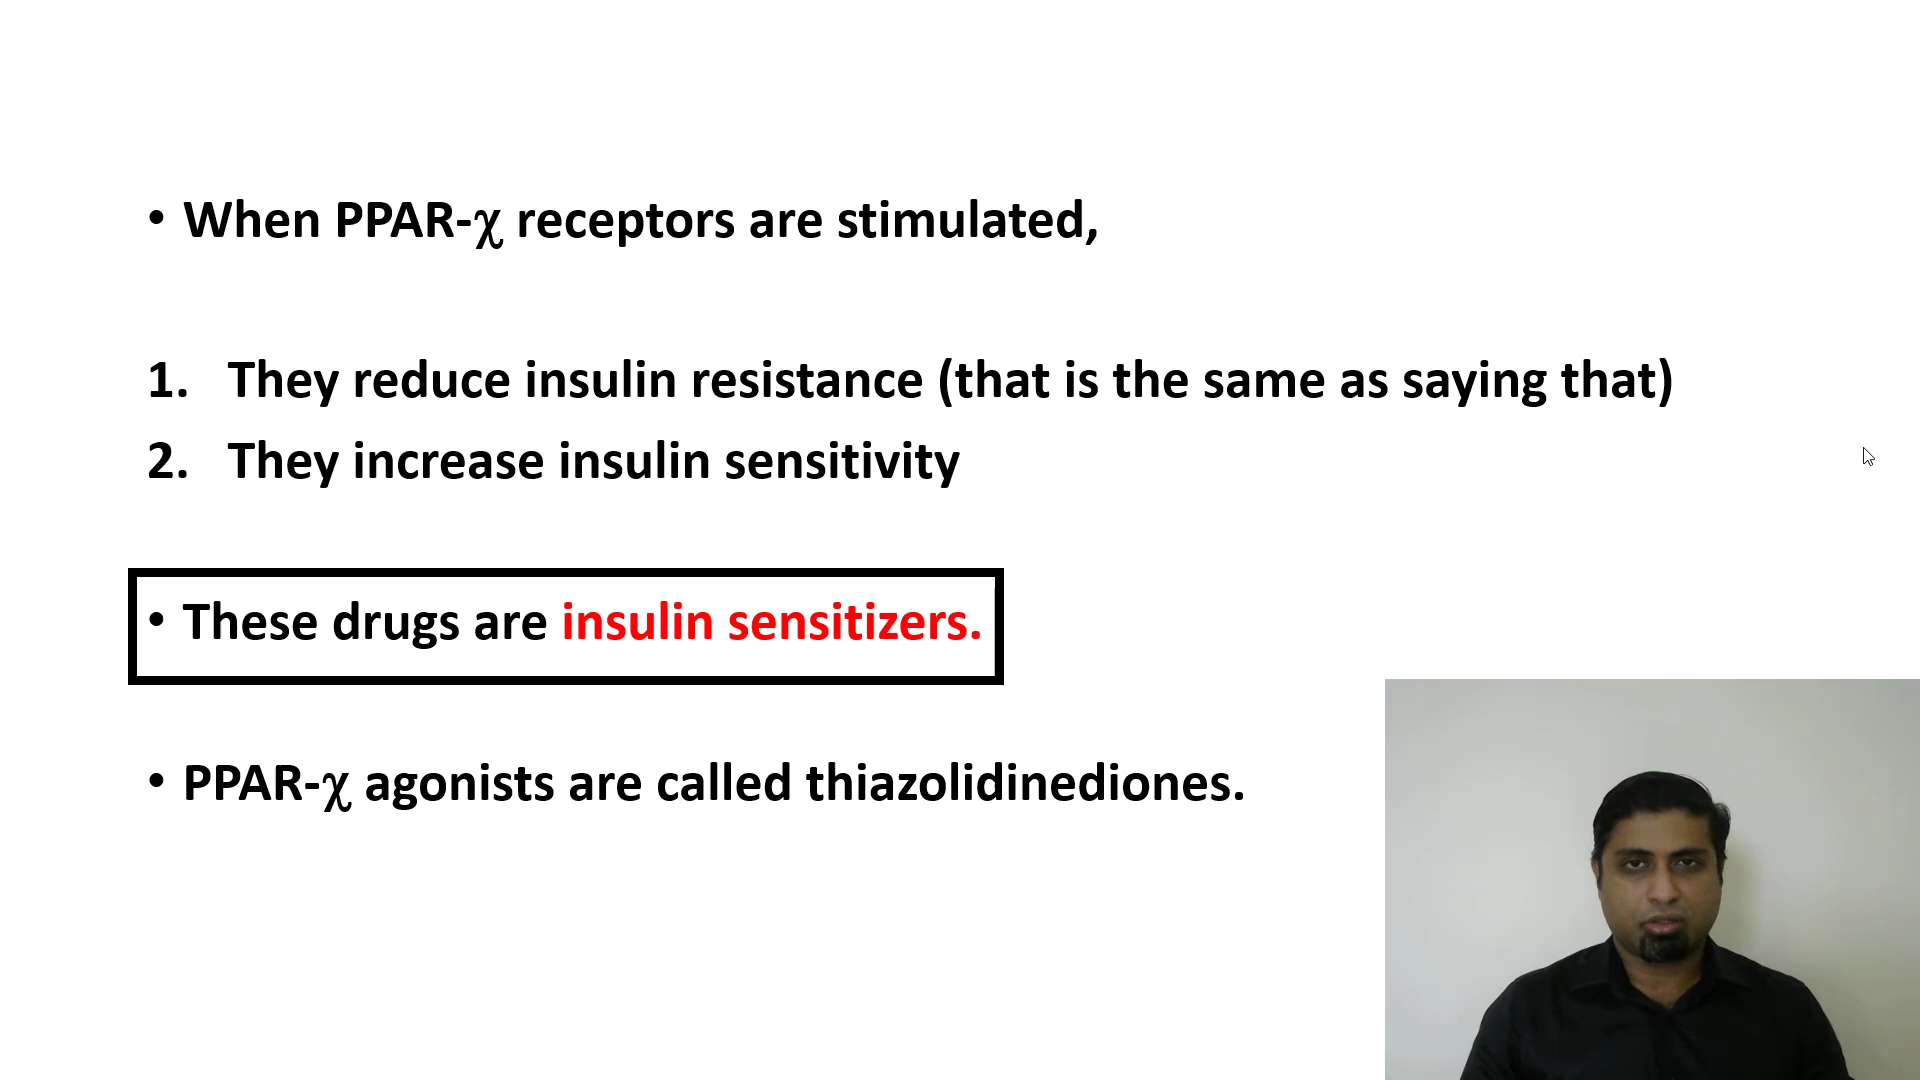 • When PPAR-χ receptors are stimulated,
1. They reduce insulin resistance (that is the same as saying that)
2. They increase insulin sensitivity
• These drugs are insulin sensitizers.
• PPAR-χ agonists are called thiazolidinediones.